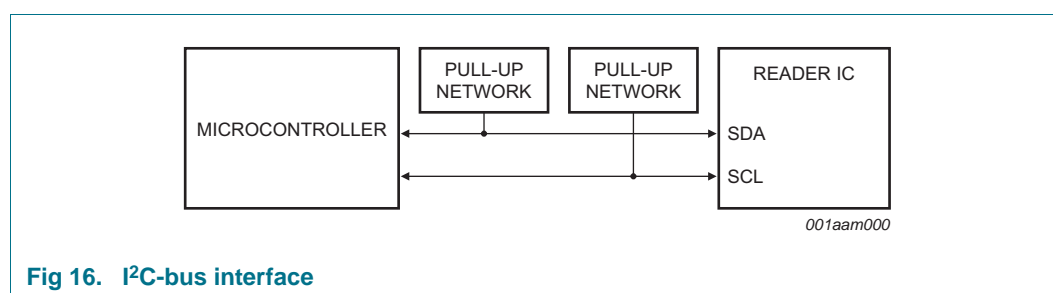 PULL-UP
NETWORK
PULL-UP
NETWORK
READER IC
MICROCONTROLLER
SDA
SCL
001aam000
Fig 16. I²C-bus interface